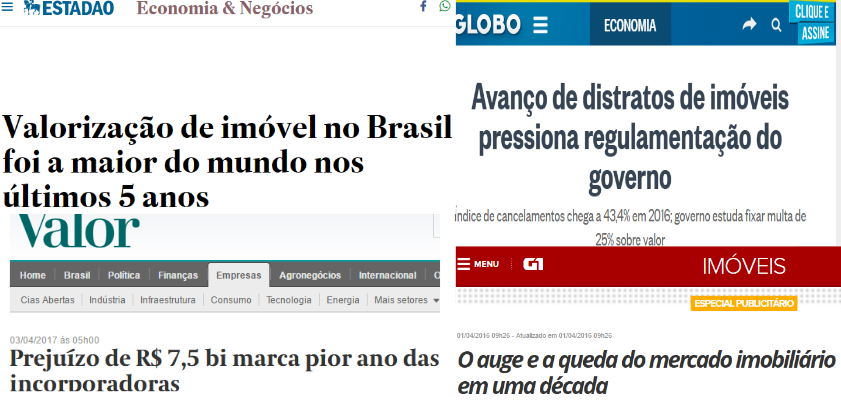 ESTADÃO Economia & Negócios
Valorização de imóvel no Brasil
foi a maior do mundo nos
últimos 5 anos
GLOBO ECONOMIA CLIQUE E
ASSINE
Avanço de distratos de imóveis
pressiona regulamentação do
governo
índice de cancelamentos chega a 43,4% em 2016; governo estuda fixar multa de
25% sobre valor
Valor
Home Brasil Política Finanças Empresas Agronegócios Internacional O
Cias Abertas Indústria Infraestrutura Consumo Tecnologia Energia Mais setores
03/04/2017 às 05h00
Prejuízo de R$ 7,5 bi marca pior ano das
incorporadoras
MENU G1 IMÓVEIS
ESPECIAL PUBLICITÁRIO
01/04/2016 09h26 - Atualizado em 01/04/2016 09h26
O auge e a queda do mercado imobiliário
em uma década